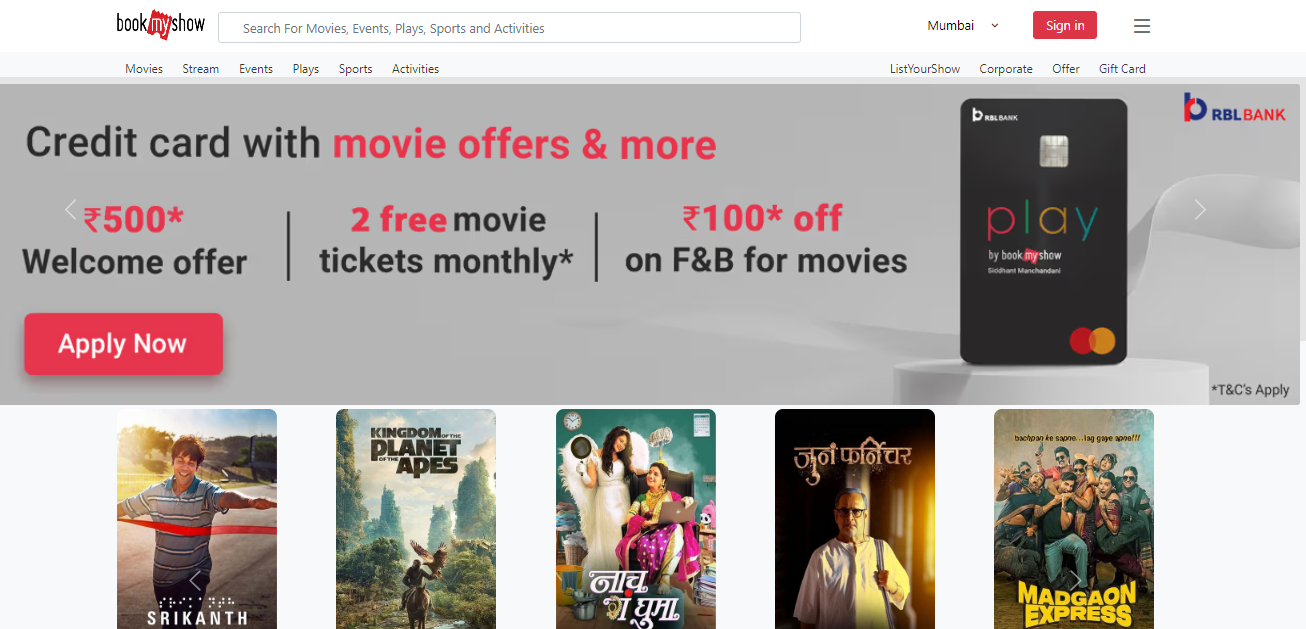 book my show
Search For Movies, Events, Plays, Sports and Activities
Mumbai
Sign in
Movies Stream Events Plays Sports Activities
ListYourShow Corporate Offer Gift Card
Credit card with movie offers & more
₹500*
Welcome offer
2 free movie
tickets monthly*
₹100* off
on F&B for movies
Apply Now
RBL BANK
play
by book my show
Siddhant Manchandani
RBL BANK
*T&C's Apply
SRIKANTH
KINGDOM OF THE
PLANET
OF THE APES
नाच
गं घुमा
जुनं फर्निचर
bachpan ke sapne...lag gaye apne!!!
MADGAON
EXPRESS